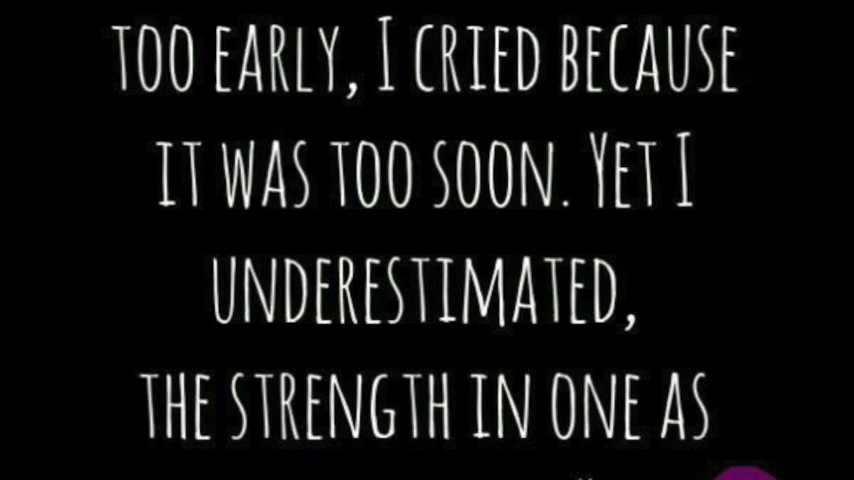 TOO EARLY, I CRIED BECAUSE
IT WAS TOO SOON. YET I
UNDERESTIMATED,
THE STRENGTH IN ONE AS